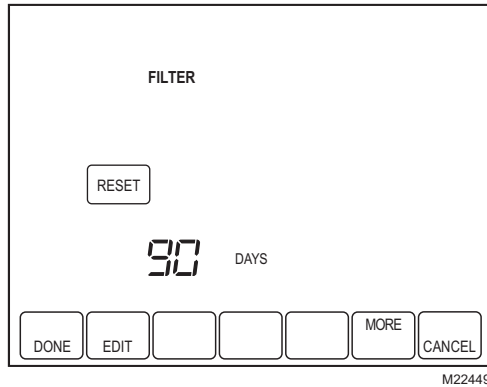 FILTER
RESET
90 DAYS
DONE EDIT MORE CANCEL
M22449